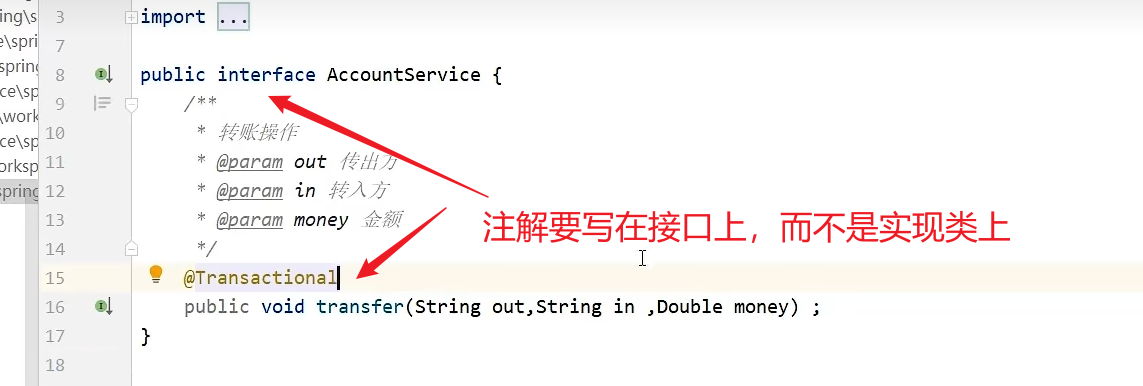 ing\s
3 import ...
e\spri
7
spring
8 public interface AccountService {
ce\sp
9 /**
\work
10 * 转账操作
ce\sp
11 * @param out 传出方
orksp
12 * @param in 转入方
spring
13 * @param money 金额
注解要写在接口上，而不是实现类上
14 */
15 @Transactional
16 public void transfer(String out,String in ,Double money) ;
17 }
18